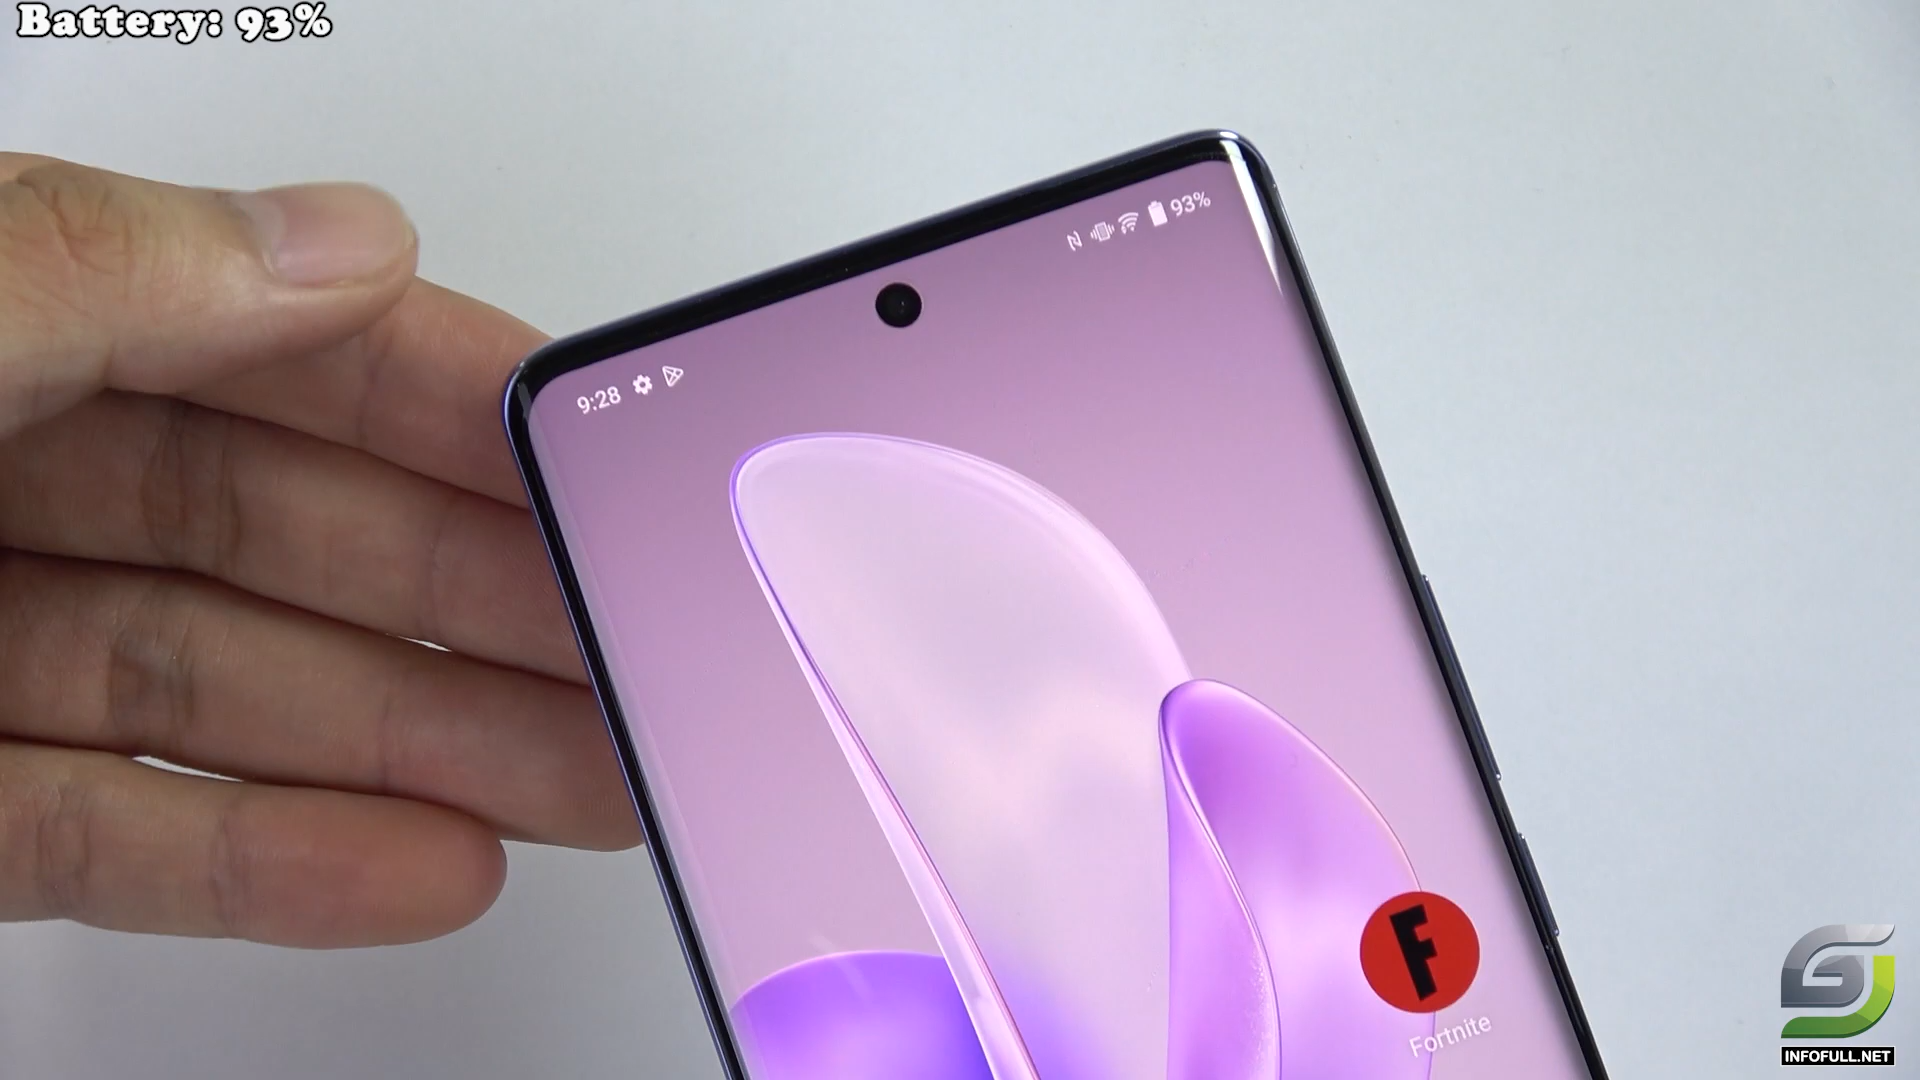 Battery: 93%
93%
9:28
F
Fortnite
INFOFULL.NET